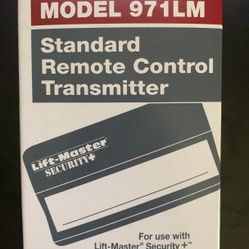 MODEL 971LM
Standard
Remote Control
Transmitter
Lift-Master
SECURITY+
For use with
Lift-Master® Security+™